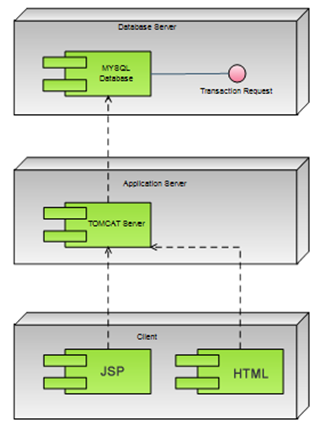 Database Server
MYSQL
Database
Transaction Request
Application Server
TOMCAT Server
Client
JSP
HTML